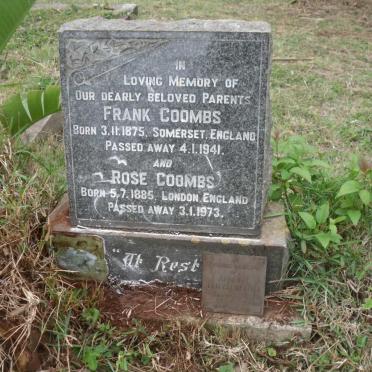 IN
LOVING MEMORY OF
OUR DEARLY BELOVED PARENTS
FRANK COOMBS
BORN 3.11.1875, SOMERSET, ENGLAND
PASSED AWAY 4.1.1941.
AND
ROSE COOMBS
BORN 5.7.1885, LONDON, ENGLAND
PASSED AWAY 3.1.1973.
"At Rest